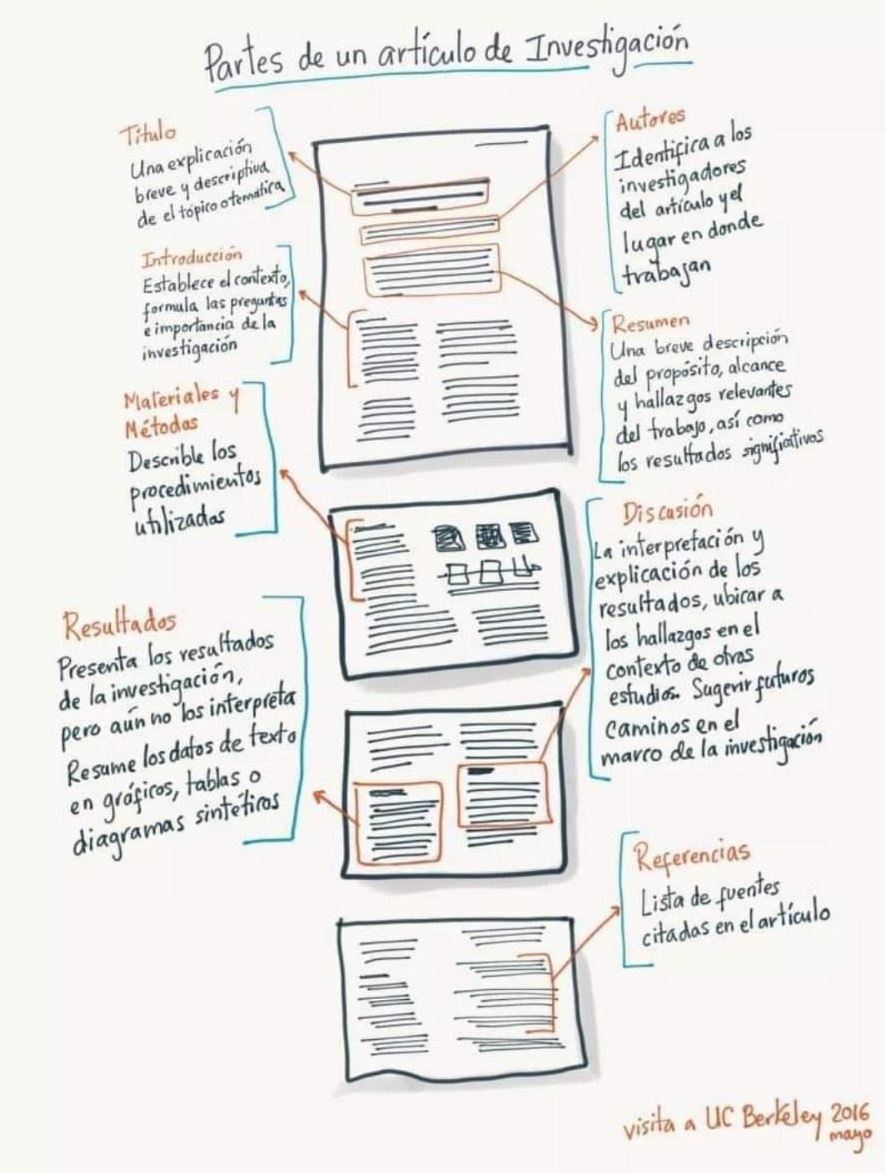 Partes de un artículo de Investigación
Título
Una explicación
breve y descriptiva
de el tópico o temática
Autores
Identifica a los
investigadores
del artículo y el
lugar en donde
trabajan
Introducción
Establece el contexto,
formula las preguntas
e importancia de la
investigación
Resumen
Una breve descripción
del propósito, alcance
y hallazgos relevantes
del trabajo, así como
los resultados significativos
Materiales y
Métodos
Describle los
procedimientos
utilizados
Discusión
La interpretación y
explicación de los
resultados, ubicar a
los hallazgos en el
contexto de otras
estudios. Sugerir futuros
caminos en el
marco de la investigación
Resultados
Presenta los resultados
de la investigación,
pero aún no los interpreta
Resume los datos de texto
en gráficos, tablas o
diagramas sintéticos
Referencias
Lista de fuentes
citadas en el artículo
visita a UC Berkeley 2016
mayo